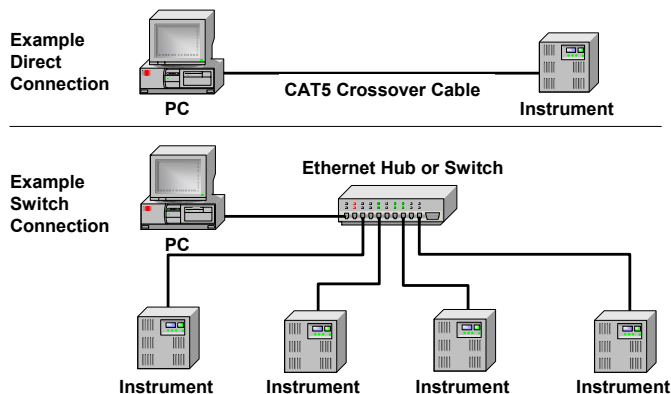 Example
Direct
Connection
CAT5 Crossover Cable
PC
Instrument
Ethernet Hub or Switch
Example
Switch
Connection
PC
Instrument
Instrument
Instrument
Instrument